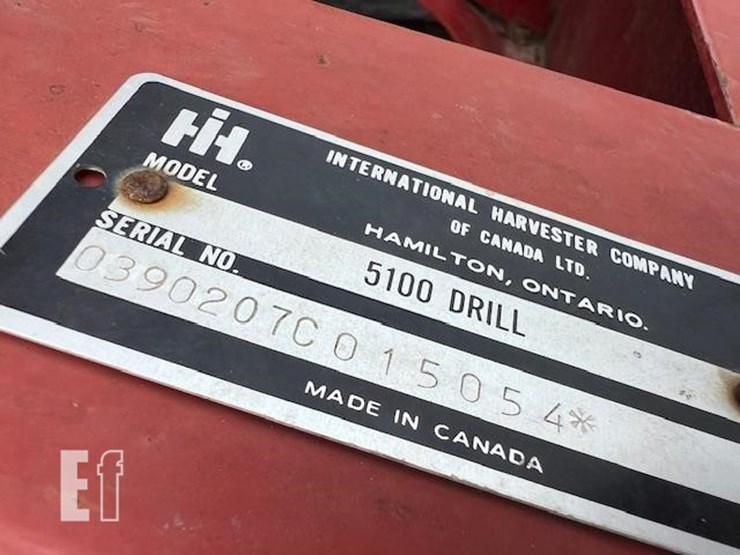 IH®
INTERNATIONAL HARVESTER COMPANY
OF CANADA LTD.
HAMILTON, ONTARIO.
MODEL
5100 DRILL
SERIAL NO.
0390207C015054*
MADE IN CANADA
Ef